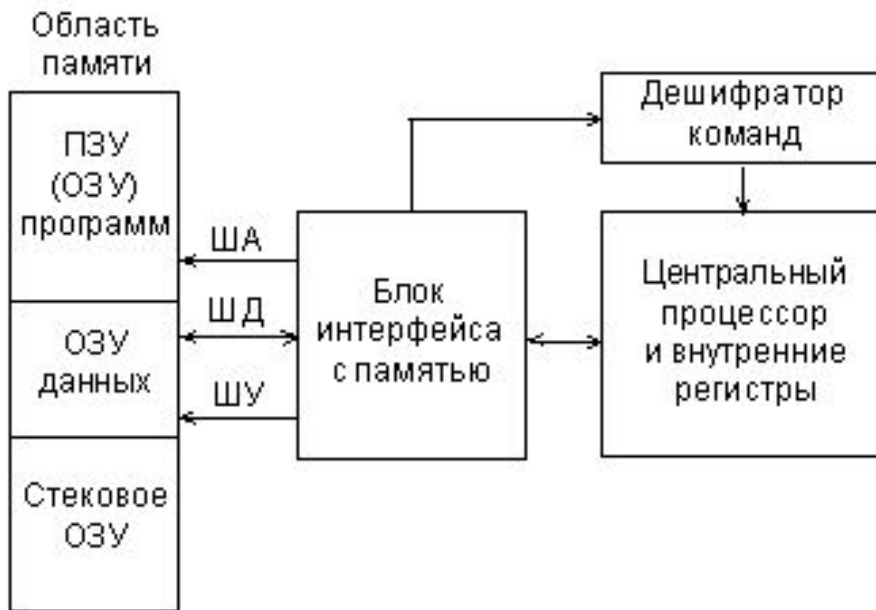 Область
памяти
ПЗУ
(ОЗУ)
программ
ОЗУ
данных
Стековое
ОЗУ
ША
ШД
ШУ
Блок
интерфейса
с памятью
Дешифратор
команд
Центральный
процессор
и внутренние
регистры